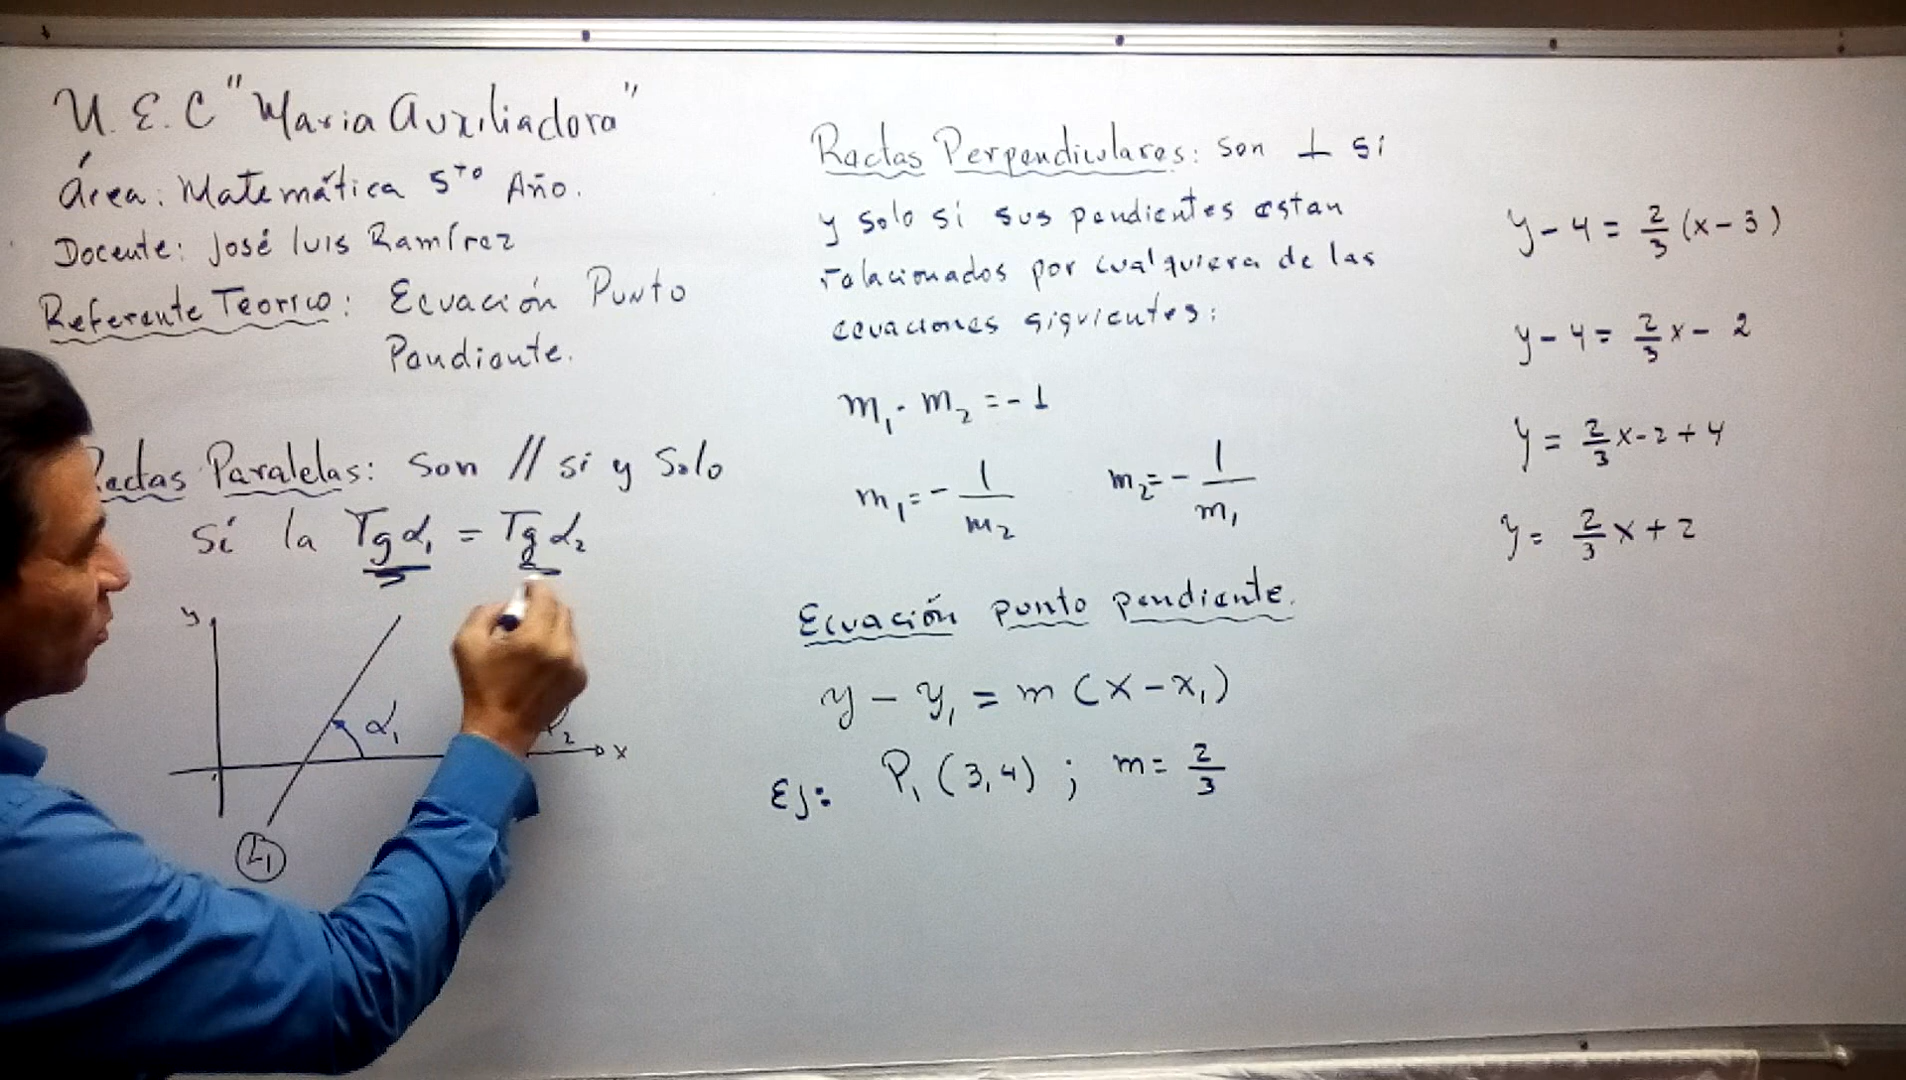 U.E.C "Maria Auxiliadora"
Área: Matemática 5to Año.
Docente: José luis Ramírez
Referente Teorico: Ecuación Punto
Pendiente.
Rectas Paralelas: son // si y Solo
Si la Tgα₁ = Tgα₂
y
α₁
x
L₁
Rectas Perpendiculares: son ⊥ si
y solo si sus pendientes estan
relacionados por cualquiera de las
ecuaciones siguientes:
m₁ · m₂ = - 1
m₁ = - 1/m₂   m₂ = - 1/m₁
Ecuación punto pendiente.
y - y₁ = m (x - x₁)
Ej: P₁ (3,4) ; m = 2/3
y - 4 = 2/3 (x - 3)
y - 4 = 2/3 x - 2
y = 2/3 x - 2 + 4
y = 2/3 x + 2